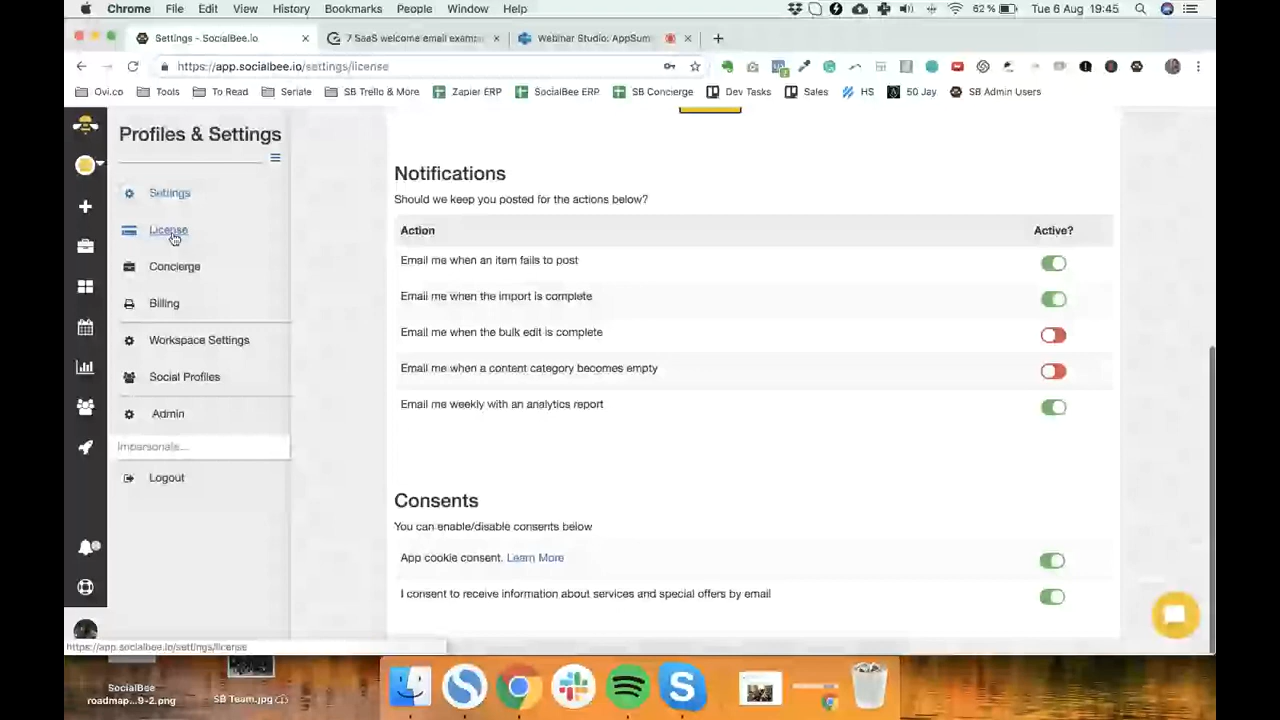 Chrome File Edit View History Bookmarks People Window Help 62 % Tue 6 Aug 19:45
Settings - SocialBee.io 7 SaaS welcome email exam Webinar Studio: AppSum
https://app.socialbee.io/settings/license
Ovi.co Tools To Read Seriale SB Trello & More Zapier ERP SocialBee ERP SB Concierge Dev Tasks Sales HS 50 Jay SB Admin Users
Profiles & Settings
Settings
License
Concierge
Billing
Workspace Settings
Social Profiles
Admin
Impersonate...
Logout
Notifications
Should we keep you posted for the actions below?
Action Active?
Email me when an item fails to post
Email me when the import is complete
Email me when the bulk edit is complete
Email me when a content category becomes empty
Email me weekly with an analytics report
Consents
You can enable/disable consents below
App cookie consent. Learn More
I consent to receive information about services and special offers by email
https://app.socialbee.io/settings/license
SocialBee
roadmap...9-2.png
SB Team.jpg